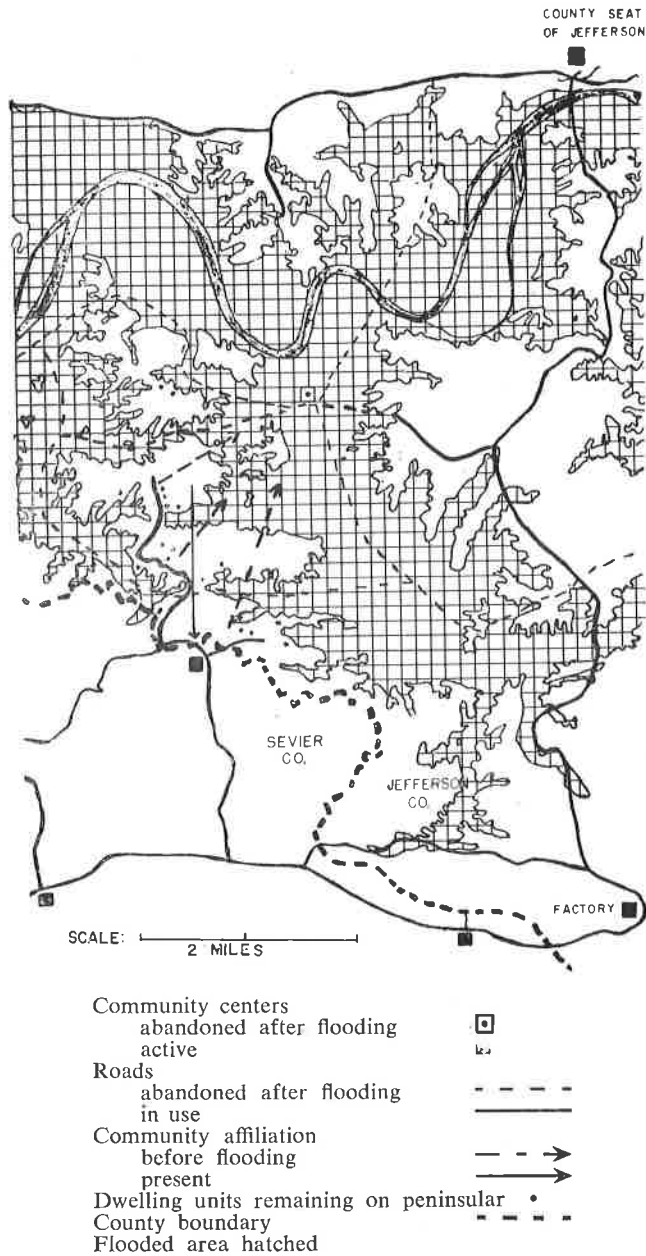 COUNTY SEAT
OF JEFFERSON
SEVIER
CO.
JEFFERSON
CO.
FACTORY
SCALE:
2 MILES
Community centers
abandoned after flooding
active
Roads
abandoned after flooding
in use
Community affiliation
before flooding
present
Dwelling units remaining on peninsular
County boundary
Flooded area hatched